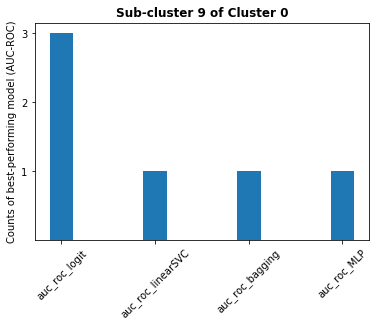 Sub-cluster 9 of Cluster 0
Counts of best-performing model (AUC-ROC)
3
2
1
auc_roc_logit
auc_roc_linearSVC
auc_roc_bagging
auc_roc_MLP